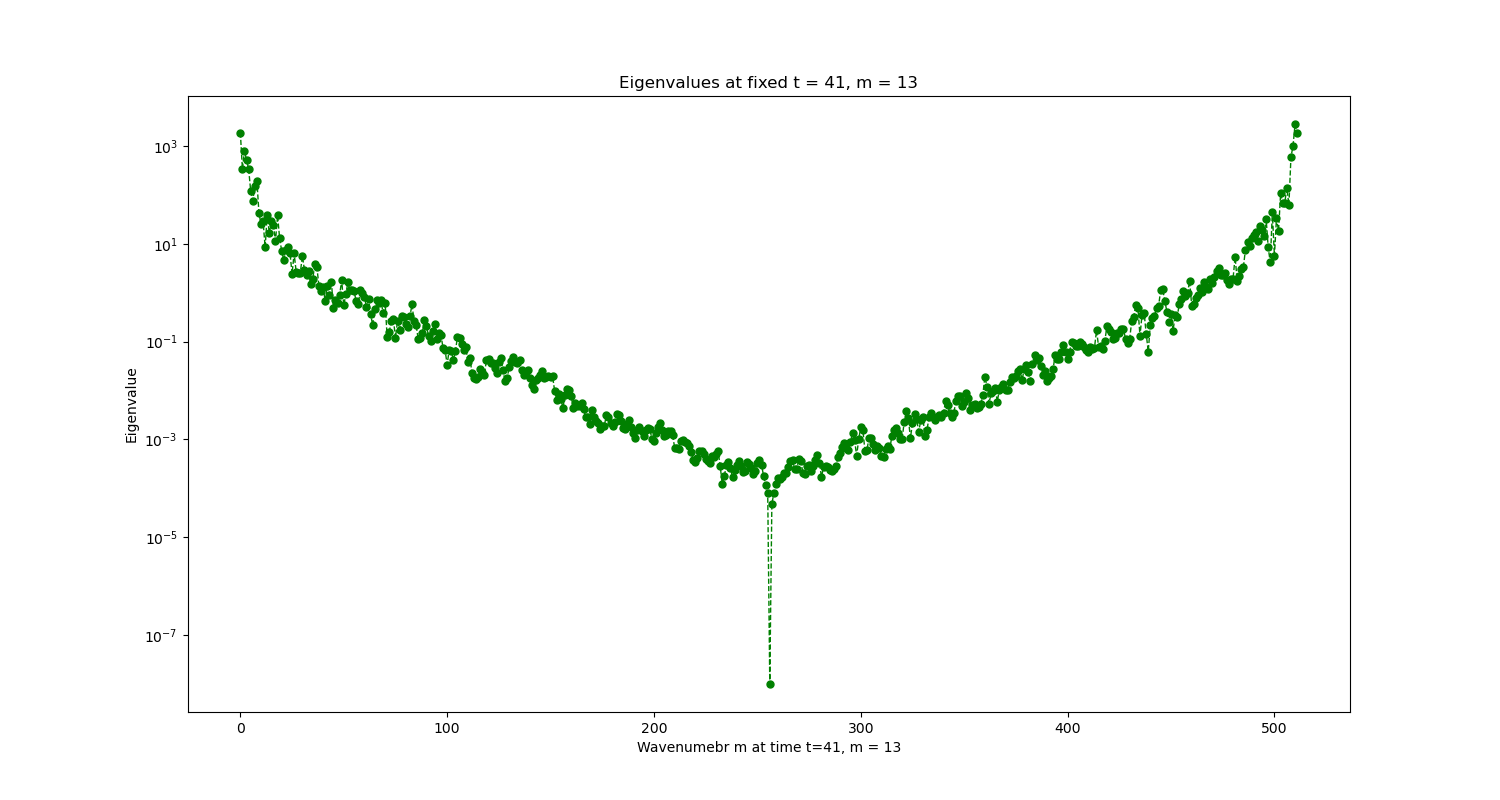 Eigenvalues at fixed t = 41, m = 13
10^3
10^1
10^−1
10^−3
10^−5
10^−7
Eigenvalue
0 100 200 300 400 500
Wavenumebr m at time t=41, m = 13